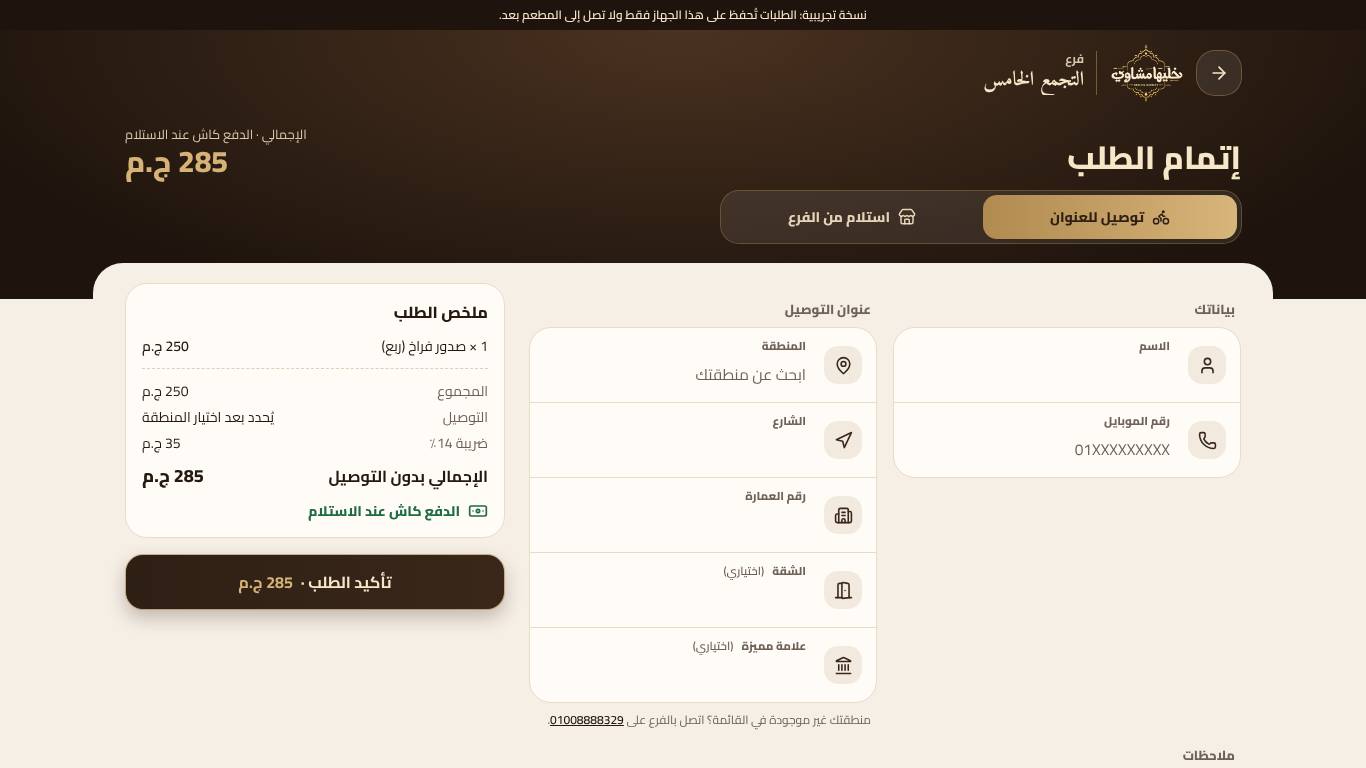 نسخة تجريبية: الطلبات تُحفظ على هذا الجهاز فقط ولا تصل إلى المطعم بعد.
خليها مشاوي
فرع
التجمع الخامس
إتمام الطلب
الإجمالي · الدفع كاش عند الاستلام
285 ج.م
توصيل للعنوان
استلام من الفرع
بياناتك
الاسم
رقم الموبايل
01XXXXXXXXX
عنوان التوصيل
المنطقة
ابحث عن منطقتك
الشارع
رقم العمارة
الشقة (اختياري)
علامة مميزة (اختياري)
منطقتك غير موجودة في القائمة؟ اتصل بالفرع على 01008888329.
ملخص الطلب
1 × صدور فراخ (ربع) 250 ج.م
المجموع 250 ج.م
التوصيل يُحدد بعد اختيار المنطقة
ضريبة 14٪ 35 ج.م
الإجمالي بدون التوصيل 285 ج.م
الدفع كاش عند الاستلام
تأكيد الطلب · 285 ج.م
ملاحظات